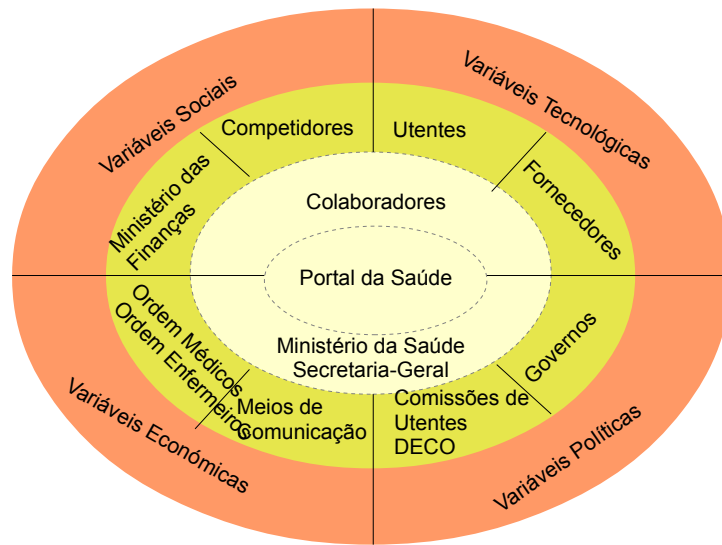 Variáveis Sociais
Variáveis Tecnológicas
Competidores
Utentes
Ministério das
Finanças
Fornecedores
Colaboradores
Portal da Saúde
Ministério da Saúde
Secretaria-Geral
Ordem Médicos
Ordem Enfermeiros
Governos
Meios de
Comunicação
Comissões de
Utentes
DECO
Variáveis Económicas
Variáveis Políticas